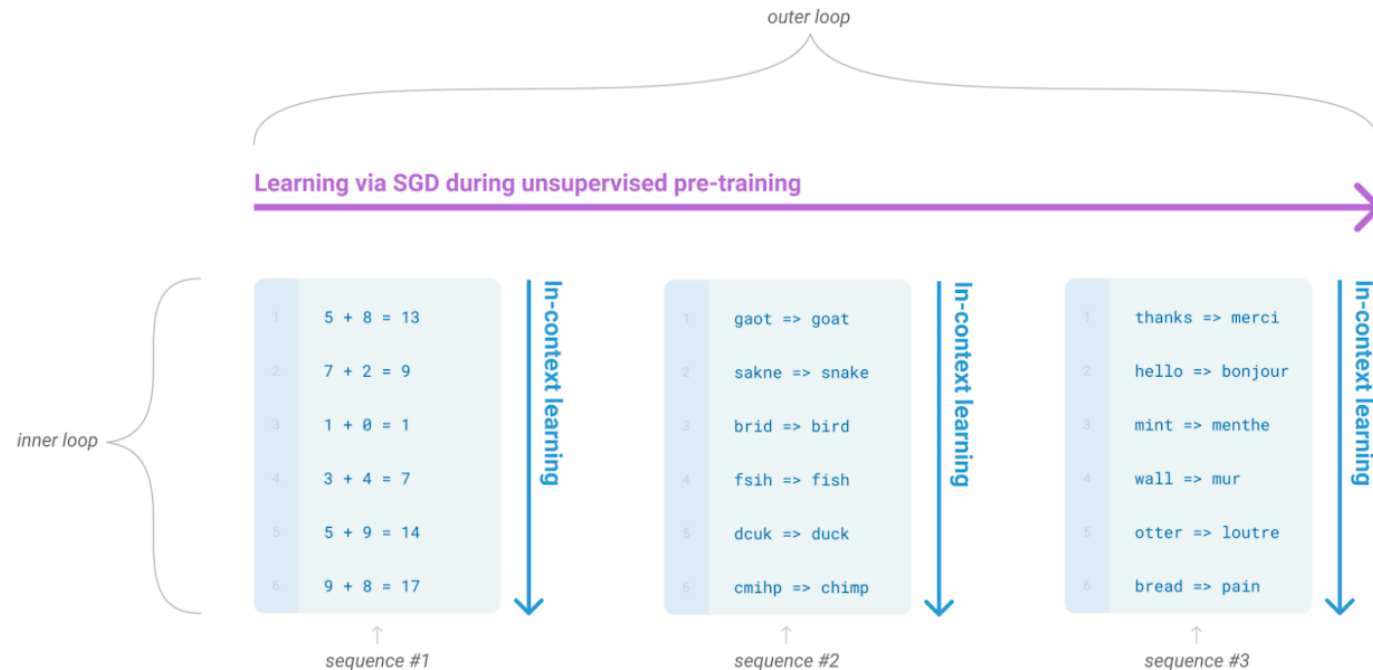 outer loop
Learning via SGD during unsupervised pre-training
inner loop
1 5 + 8 = 13
2 7 + 2 = 9
3 1 + 0 = 1
4 3 + 4 = 7
5 5 + 9 = 14
6 9 + 8 = 17
In-context learning
sequence #1
1 gaot => goat
2 sakne => snake
3 brid => bird
4 fsih => fish
5 dcuk => duck
6 cmihp => chimp
In-context learning
sequence #2
1 thanks => merci
2 hello => bonjour
3 mint => menthe
4 wall => mur
5 otter => loutre
6 bread => pain
In-context learning
sequence #3